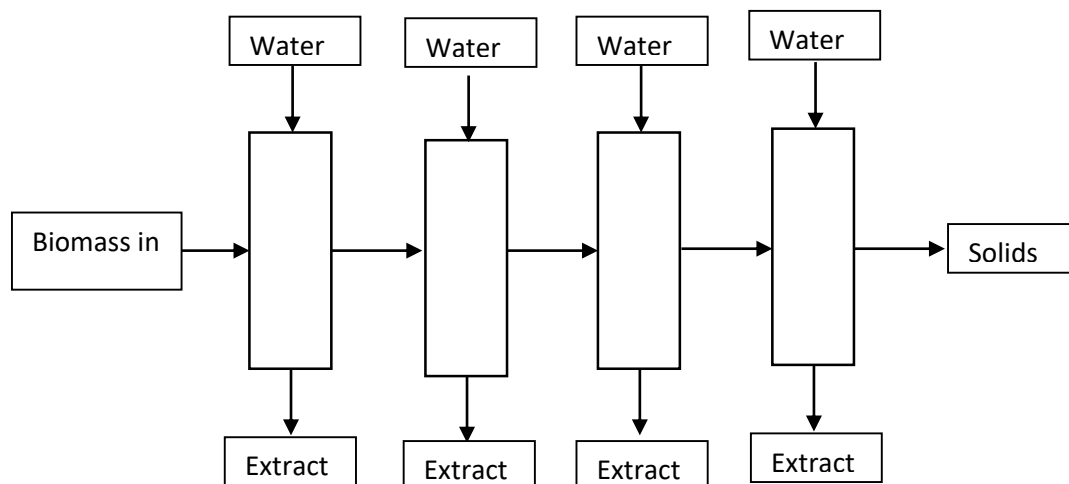 Water
Water
Water
Water
Biomass in
Solids
Extract
Extract
Extract
Extract